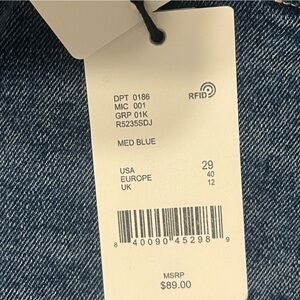 DPT 0186
MIC 001
RFID
GRP 01K
R5235SDJ
MED BLUE
USA 29
EUROPE 40
UK 12
8 40090 45298 9
MSRP
$89.00